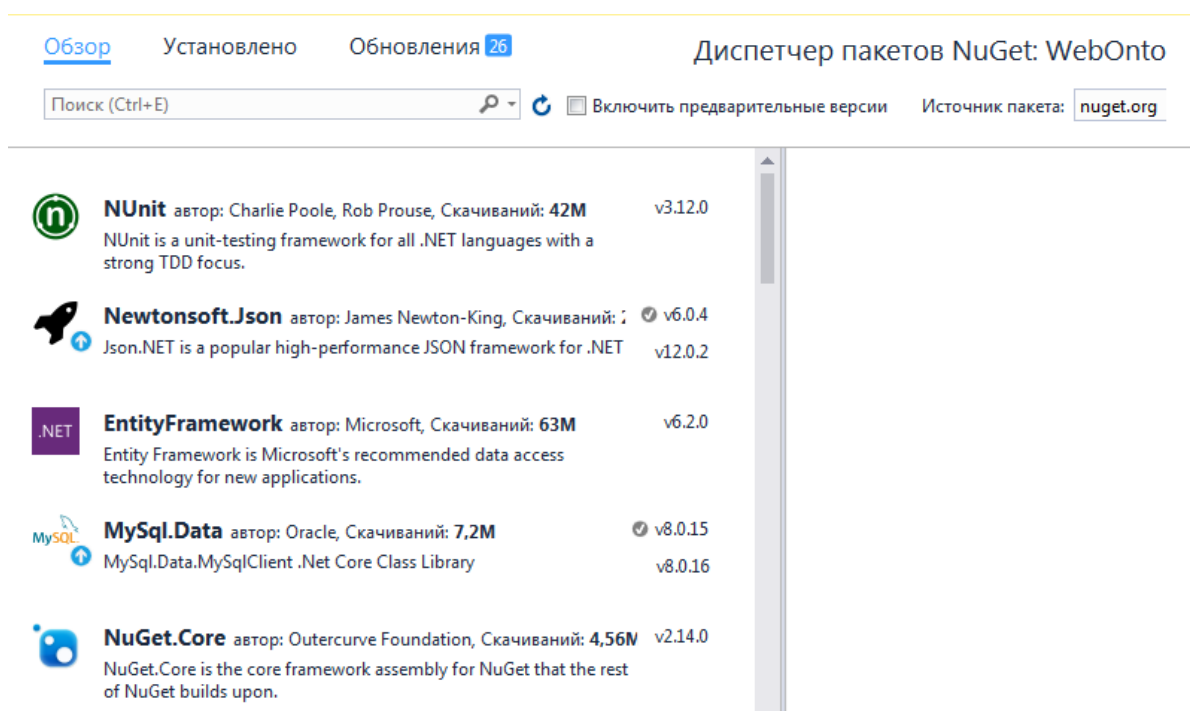 Обзор Установлено Обновления 26 Диспетчер пакетов NuGet: WebOnto
Поиск (Ctrl+E) Включить предварительные версии Источник пакета: nuget.org
NUnit автор: Charlie Poole, Rob Prouse, Скачиваний: 42M v3.12.0
NUnit is a unit-testing framework for all .NET languages with a
strong TDD focus.
Newtonsoft.Json автор: James Newton-King, Скачиваний: v6.0.4
Json.NET is a popular high-performance JSON framework for .NET v12.0.2
.NET EntityFramework автор: Microsoft, Скачиваний: 63M v6.2.0
Entity Framework is Microsoft's recommended data access
technology for new applications.
MySQL MySql.Data автор: Oracle, Скачиваний: 7,2M v8.0.15
MySql.Data.MySqlClient .Net Core Class Library v8.0.16
NuGet.Core автор: Outercurve Foundation, Скачиваний: 4,56M v2.14.0
NuGet.Core is the core framework assembly for NuGet that the rest
of NuGet builds upon.